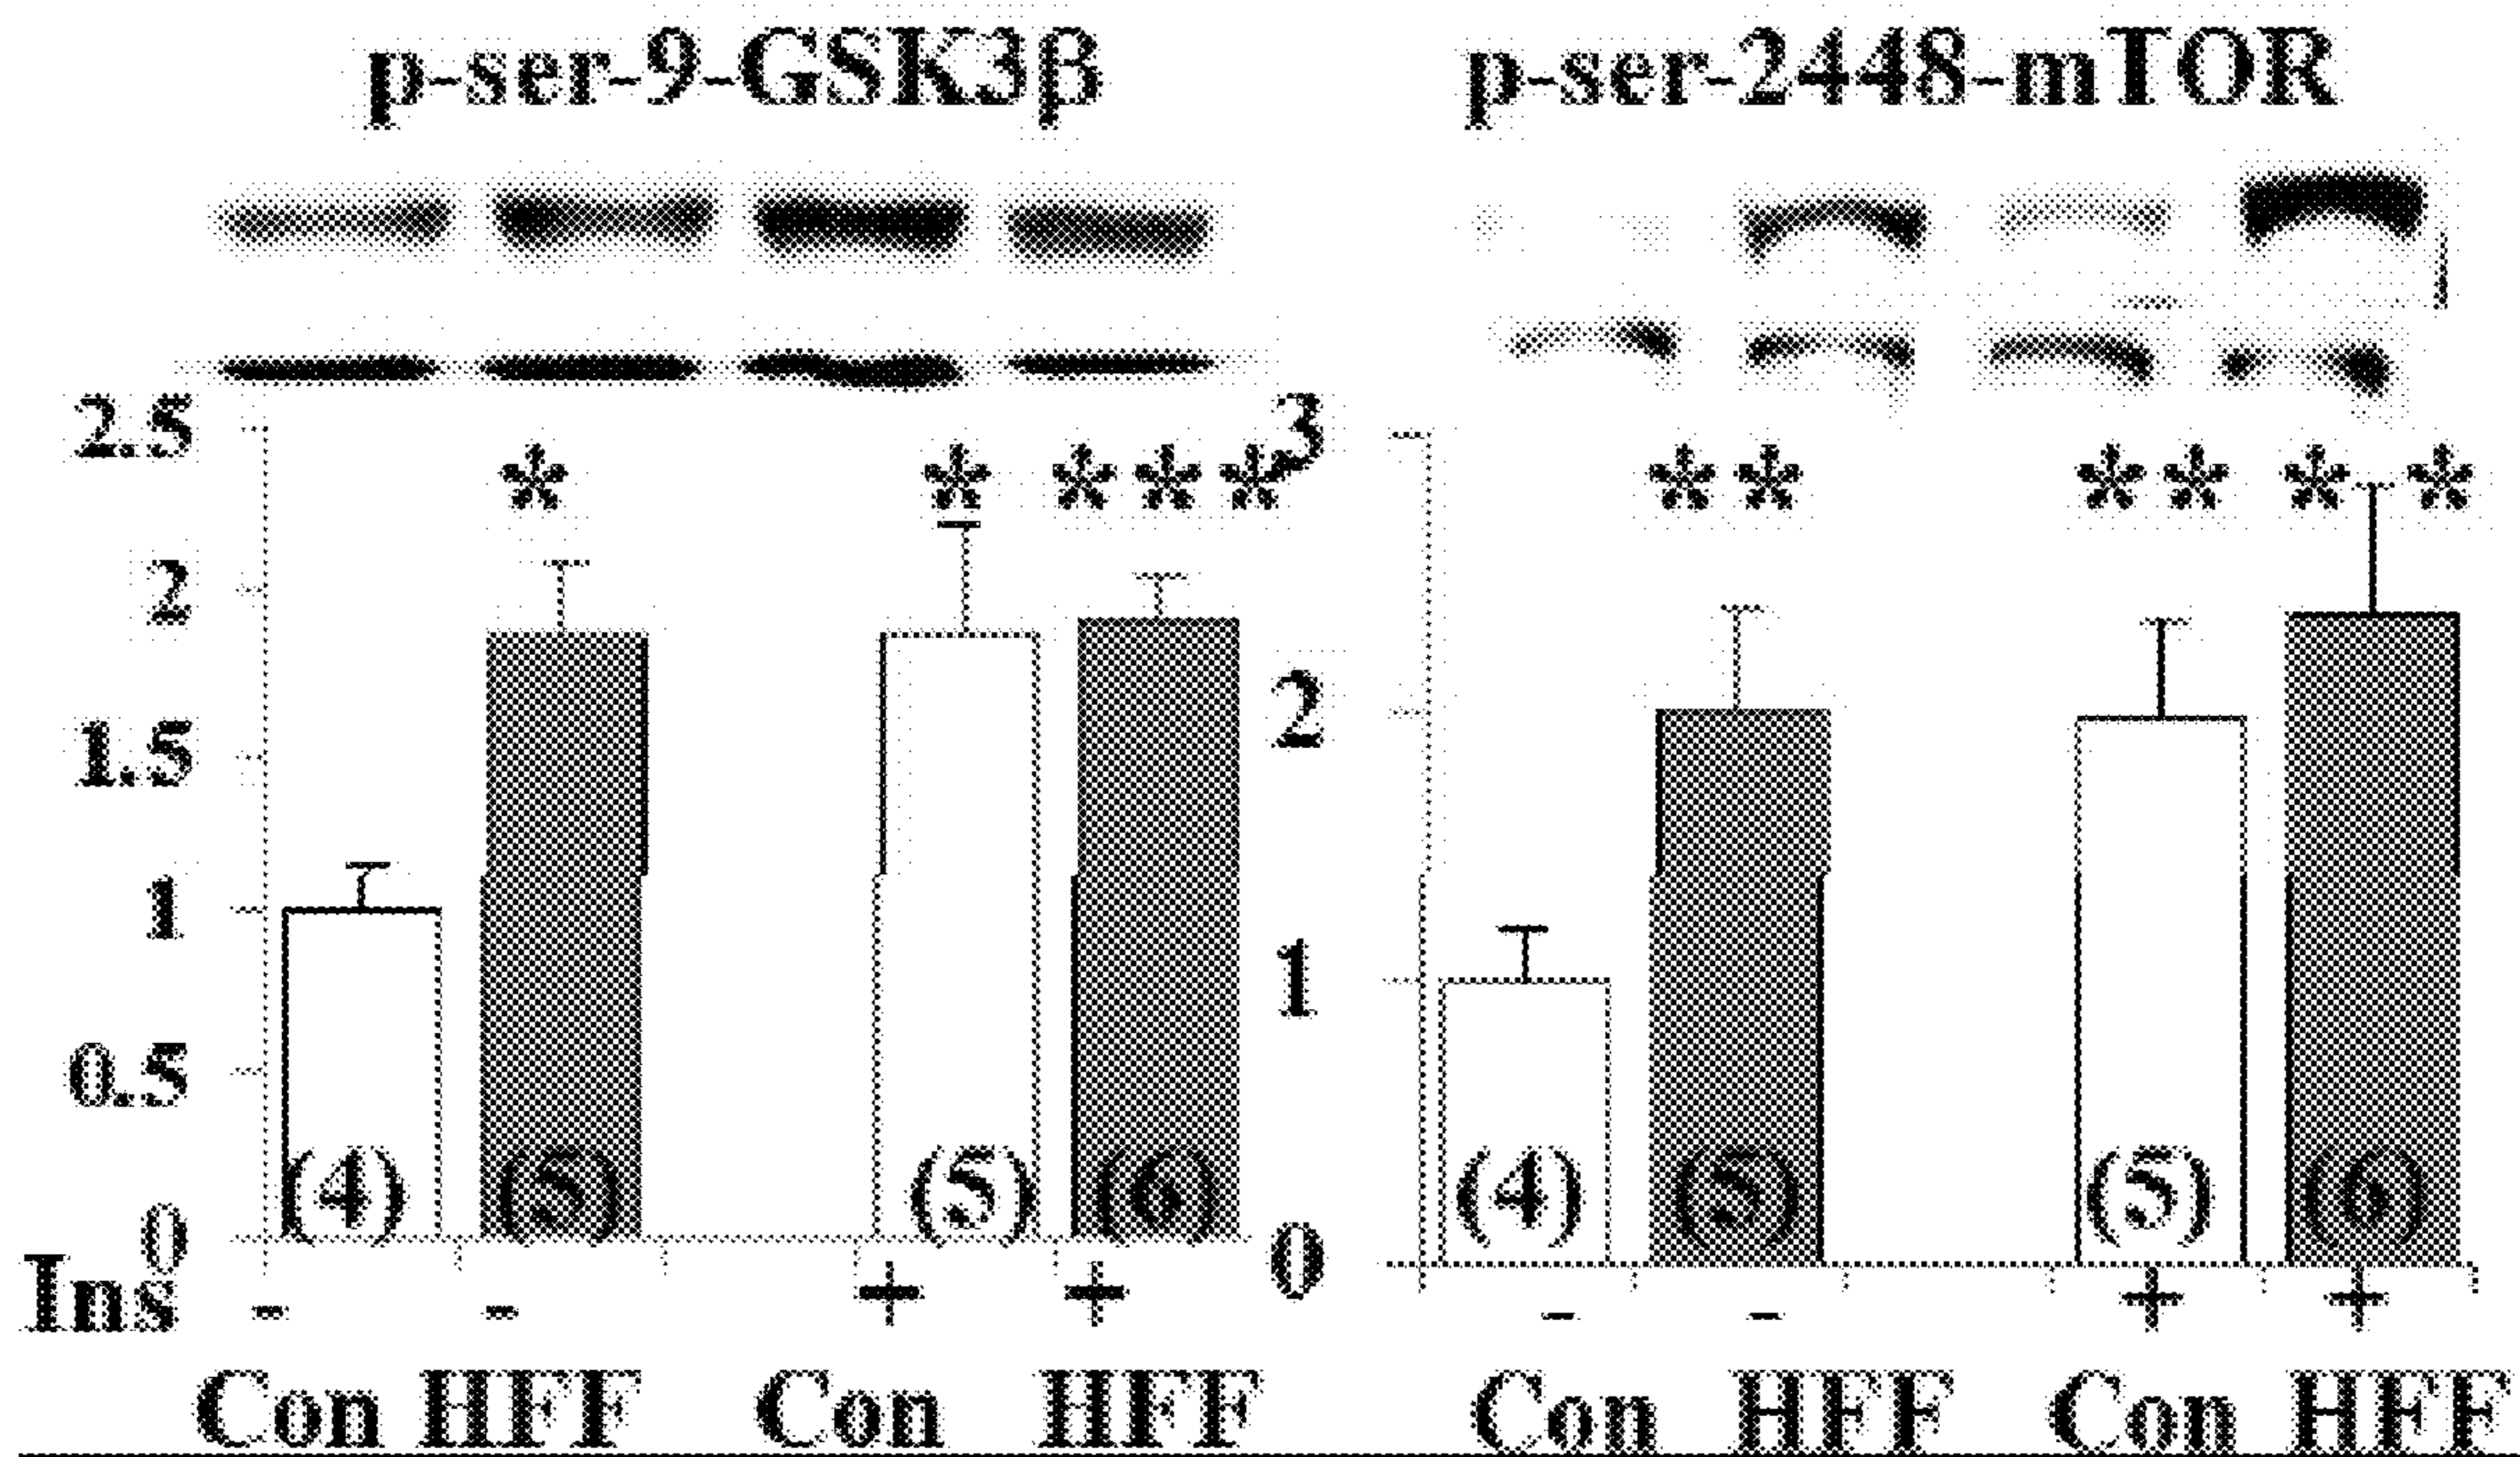 p-ser-9-GSK3β p-ser-2448-mTOR
2.5 * * *** 3 ** ** **
2
1.5 2
1 1
0.5
(4) (5) (5) (6) (4) (5) (5) (6)
0 0
Ins - - + + - - + +
Con HFF Con HFF Con HFF Con HFF